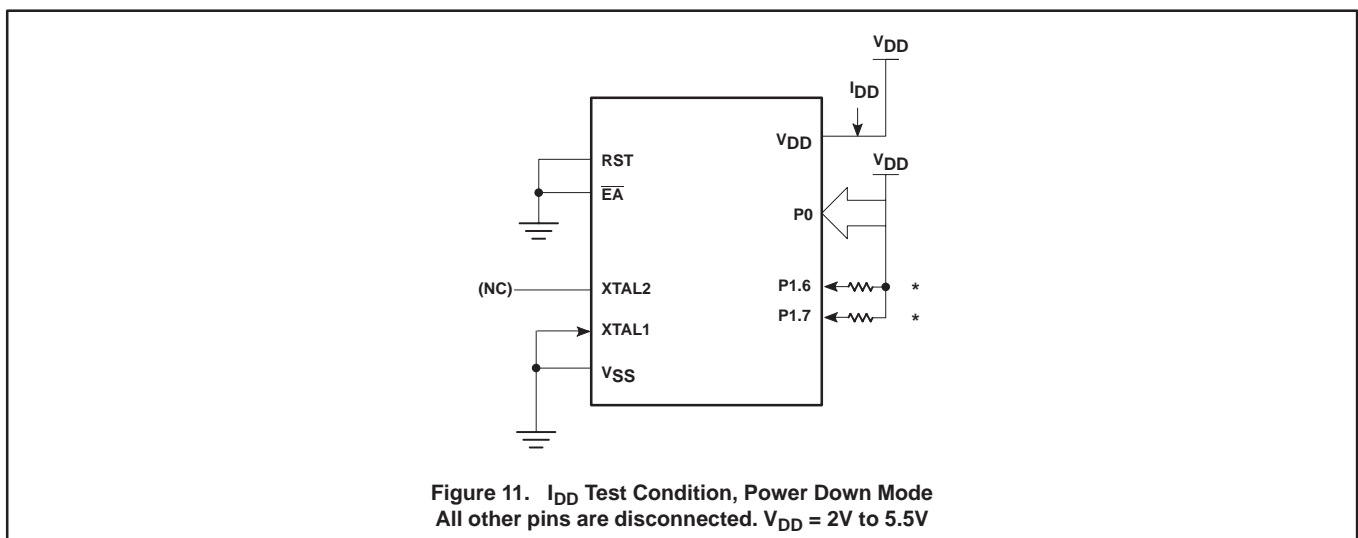 VDD
IDD
VDD
VDD
RST
EA
P0
(NC)
XTAL2
P1.6
*
P1.7
*
XTAL1
VSS
Figure 11. IDD Test Condition, Power Down Mode
All other pins are disconnected. VDD = 2V to 5.5V